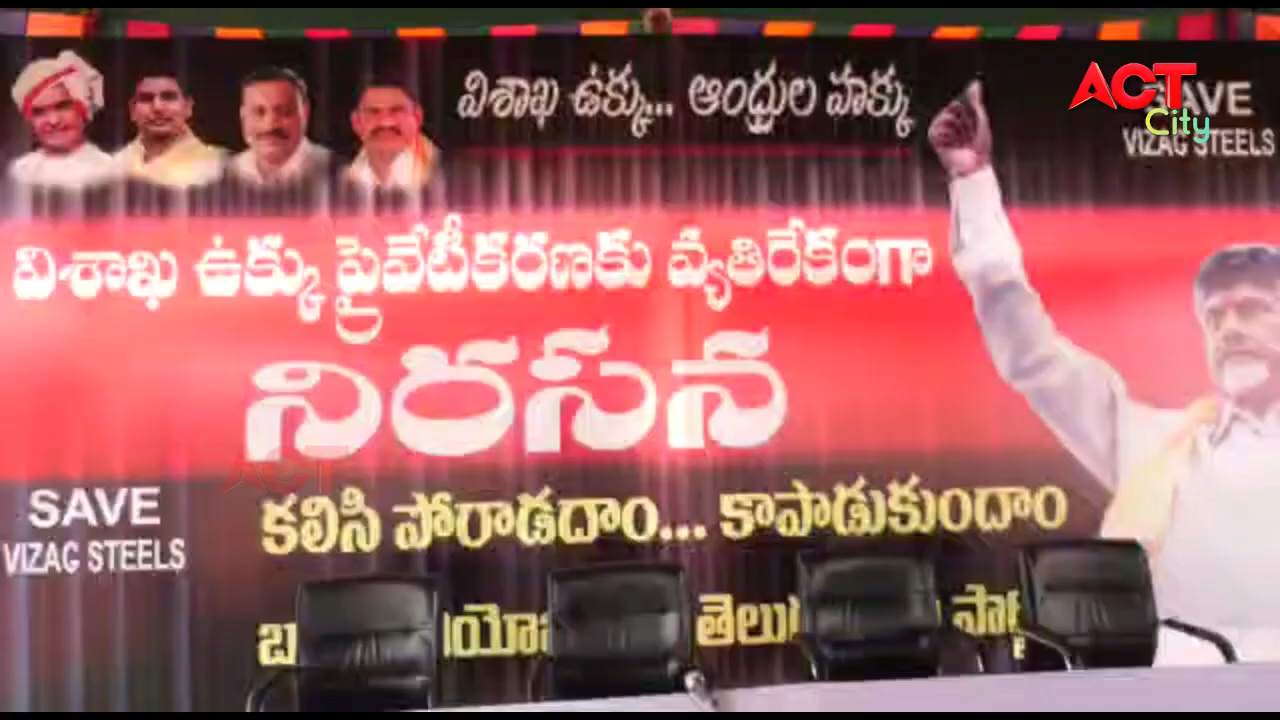 విశాఖ ఉక్కు... ఆంధ్రుల హక్కు
ACT
City
SAVE
VIZAG STEELS
విశాఖ ఉక్కు ప్రైవేటీకరణకు వ్యతిరేకంగా
నిరసన
SAVE
VIZAG STEELS
కలిసి పోరాడదాం... కాపాడుకుందాం